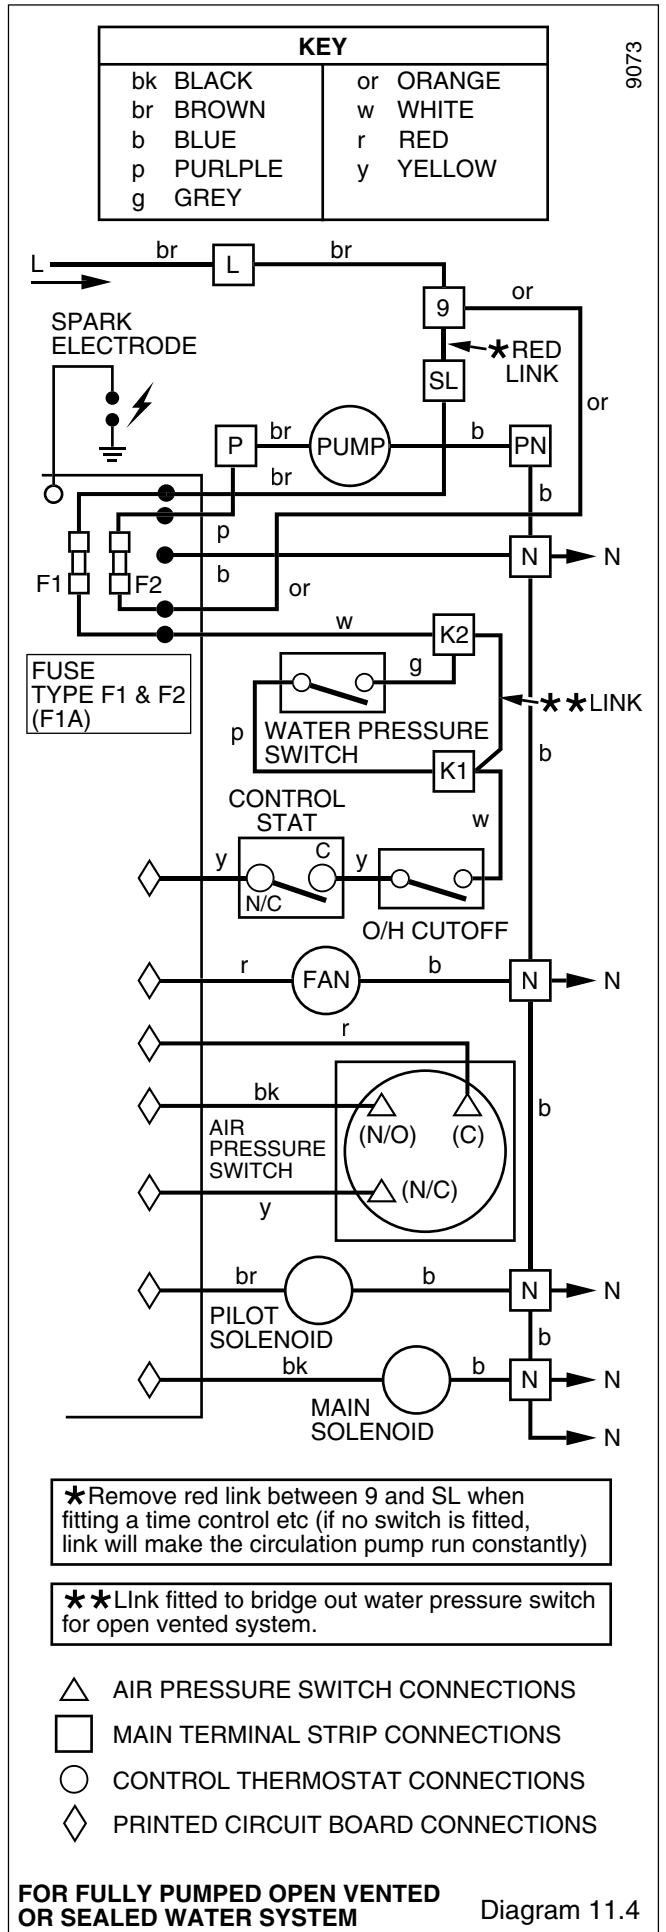 KEY
9073
bk BLACK
br BROWN
b BLUE
p PURLPLE
g GREY
or ORANGE
w WHITE
r RED
y YELLOW
L
br
L
br
9
or
SPARK
ELECTRODE
*RED
LINK
SL
or
P
br
PUMP
b
PN
br
b
p
N
N
F1
F2
b
or
w
K2
FUSE
TYPE F1 & F2
(F1A)
g
**LINK
p
WATER PRESSURE
SWITCH
K1
b
CONTROL
STAT
w
y
C
y
N/C
O/H CUTOFF
r
FAN
b
N
N
r
bk
(N/O)
(C)
b
AIR
PRESSURE
SWITCH
(N/C)
y
br
b
N
N
PILOT
SOLENOID
b
bk
b
N
N
MAIN
SOLENOID
N
*Remove red link between 9 and SL when
fitting a time control etc (if no switch is fitted,
link will make the circulation pump run constantly)
**LInk fitted to bridge out water pressure switch
for open vented system.
AIR PRESSURE SWITCH CONNECTIONS
MAIN TERMINAL STRIP CONNECTIONS
CONTROL THERMOSTAT CONNECTIONS
PRINTED CIRCUIT BOARD CONNECTIONS
FOR FULLY PUMPED OPEN VENTED
OR SEALED WATER SYSTEM
Diagram 11.4